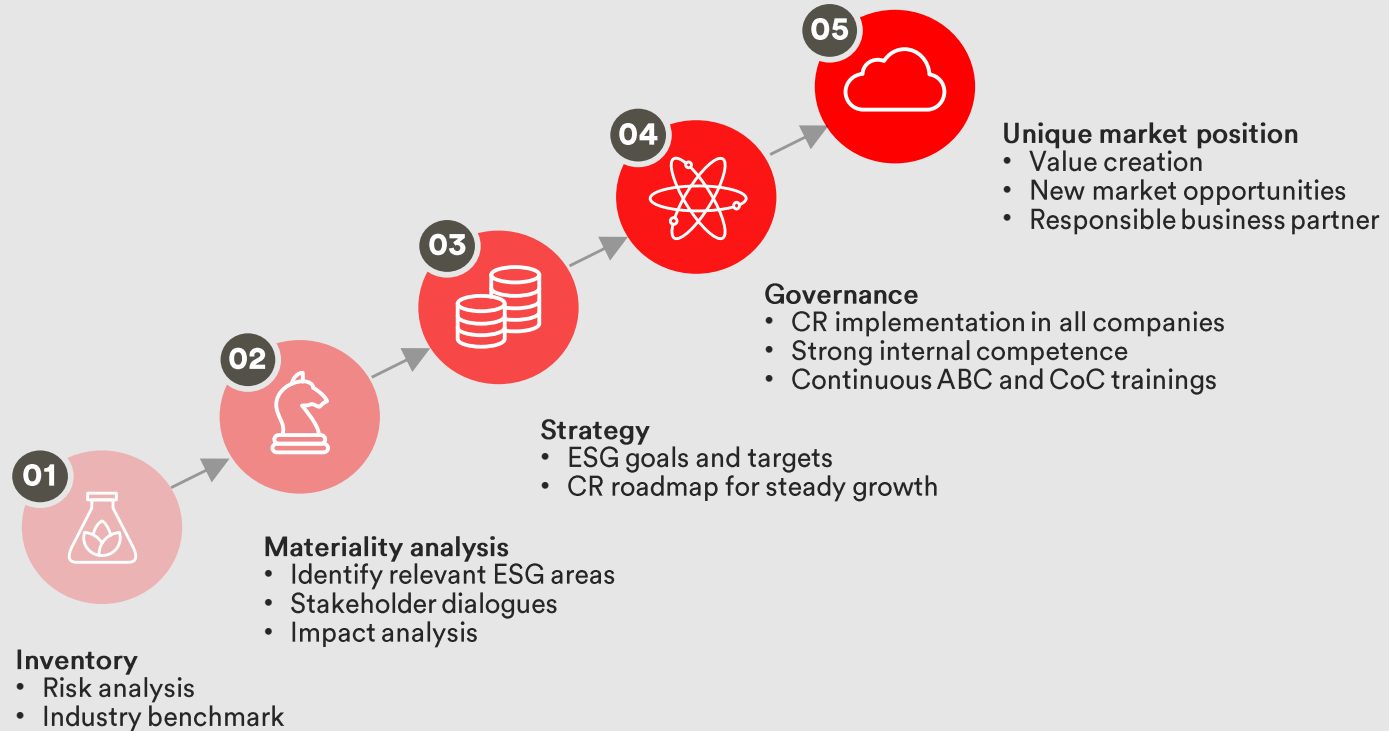 01
Inventory
• Risk analysis
• Industry benchmark
02
Materiality analysis
• Identify relevant ESG areas
• Stakeholder dialogues
• Impact analysis
03
Strategy
• ESG goals and targets
• CR roadmap for steady growth
04
Governance
• CR implementation in all companies
• Strong internal competence
• Continuous ABC and CoC trainings
05
Unique market position
• Value creation
• New market opportunities
• Responsible business partner